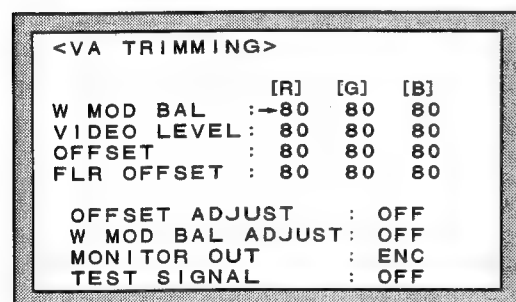 <VA TRIMMING>
[R] [G] [B]
W MOD BAL :→80 80 80
VIDEO LEVEL: 80 80 80
OFFSET : 80 80 80
FLR OFFSET : 80 80 80
OFFSET ADJUST : OFF
W MOD BAL ADJUST: OFF
MONITOR OUT : ENC
TEST SIGNAL : OFF